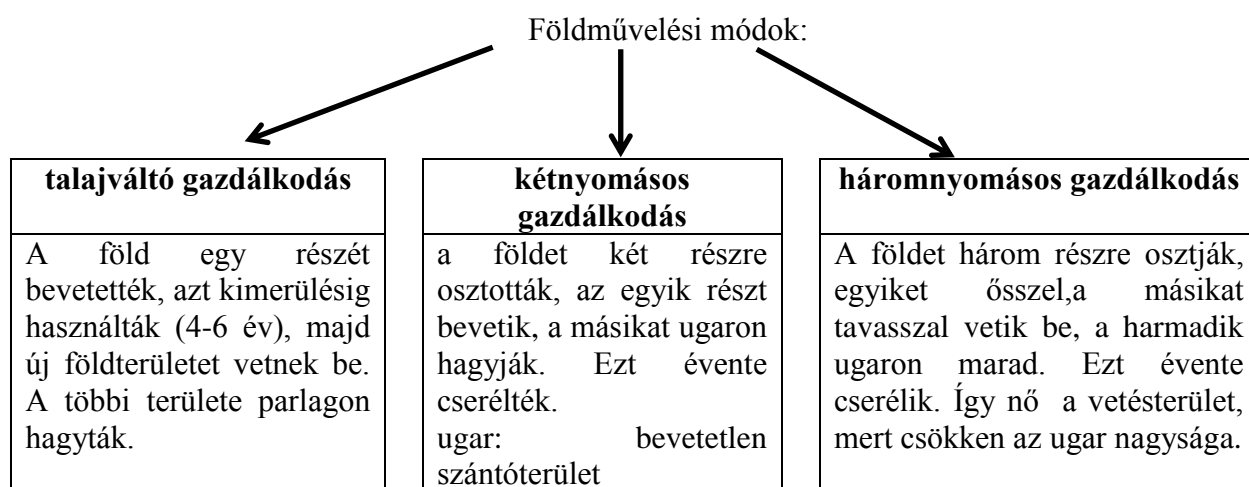 Földművelési módok:
talajváltó gazdálkodás
A föld egy részét
bevetették, azt kimerülésig
használták (4-6 év), majd
új földterületet vetnek be.
A többi területe parlagon
hagyták.
kétnyomásos
gazdálkodás
a földet két részre
osztották, az egyik részt
bevetik, a másikat ugaron
hagyják. Ezt évente
cserélték.
ugar: bevetetlen
szántóterület
háromnyomásos gazdálkodás
A földet három részre osztják,
egyiket ősszel,a másikat
tavasszal vetik be, a harmadik
ugaron marad. Ezt évente
cserélik. Így nő a vetésterület,
mert csökken az ugar nagysága.